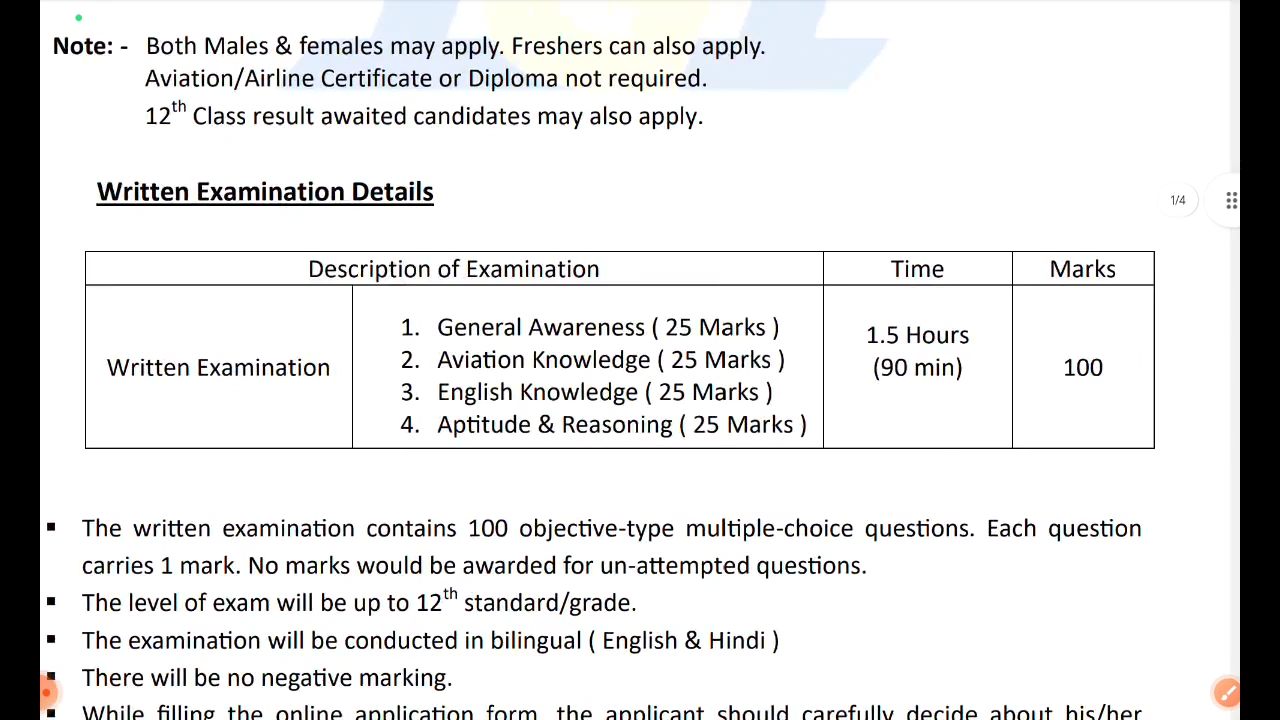 Note: - Both Males & females may apply. Freshers can also apply.
Aviation/Airline Certificate or Diploma not required.
12th Class result awaited candidates may also apply.
Written Examination Details
1/4
Description of Examination Time Marks
Written Examination
1. General Awareness ( 25 Marks )
2. Aviation Knowledge ( 25 Marks )
3. English Knowledge ( 25 Marks )
4. Aptitude & Reasoning ( 25 Marks )
1.5 Hours
(90 min)
100
▪ The written examination contains 100 objective-type multiple-choice questions. Each question
carries 1 mark. No marks would be awarded for un-attempted questions.
▪ The level of exam will be up to 12th standard/grade.
▪ The examination will be conducted in bilingual ( English & Hindi )
▪ There will be no negative marking.
▪ While filling the online application form, the applicant should carefully decide about his/her